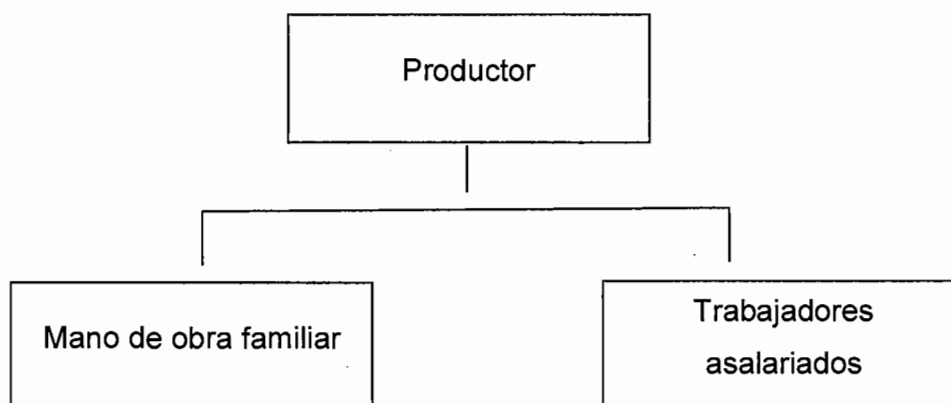 Productor
Mano de obra familiar
Trabajadores
asalariados